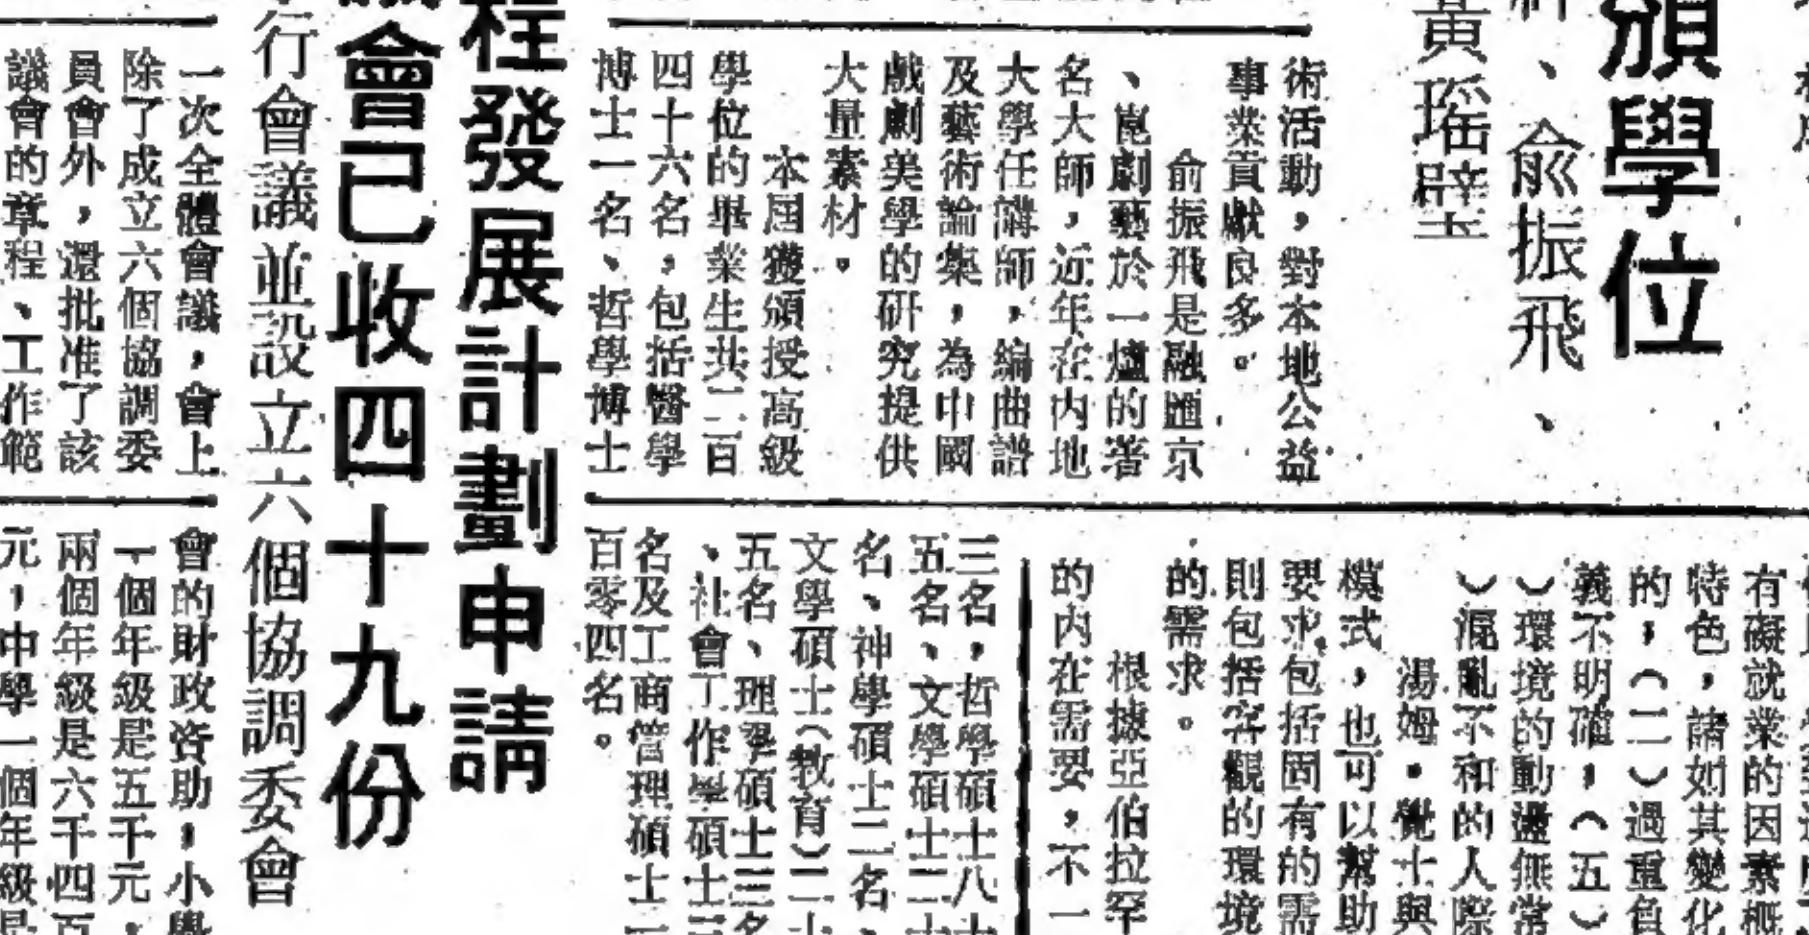 頒學位
、俞振飛、
黃瑤璧
術活動，對本地公益
事業貢獻良多。
俞振飛是融匯京
、崑劇藝於一爐的著
名大師，近年在內地
大學任講師，編曲譜
及藝術論集，為中國
戲劇美學的研究提供
大量素材。
本屆獲頒授高級
學位的畢業生共二百
四十六名，包括醫學
博士一名、哲學博士
三名，哲學碩士八十
五名、文學碩士二十
名、神學碩士二名、
文學碩士（教育）二十
五名、理學碩士三名
、社會工作學碩士三
名及工商管理碩士一
百零四名。
程發展計劃申請
會已收四十九份
行會議並設立六個協調委會
一次全體會議，會上
除了成立六個協調委
員會外，還批准了該
議會的章程、工作範
會的財政資助，小學
一個年級是五千元，
兩個年級是六千四百
元，中學一個年級是
有礙就業的因素概
特色，諸如其變化
的，（二）過重色
義不明確，（五）
）環境的動盪無常
）混亂不和的人際
湯姆·覺士與
模式，也可以幫助
要求包括固有的需
則包括客觀的環境
的需求。
根據亞伯拉罕
的內在需要，不一